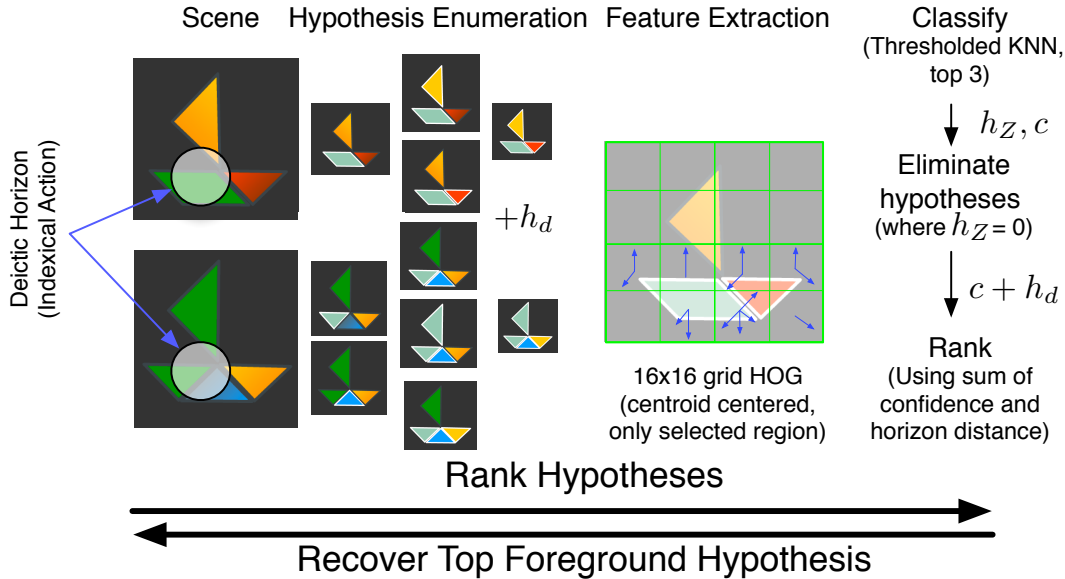 Scene
Hypothesis Enumeration
Feature Extraction
Classify
(Thresholded KNN,
top 3)
Deictic Horizon
(Indexical Action)
+h_d
h_Z, c
Eliminate
hypotheses
(where h_Z = 0)
c + h_d
16x16 grid HOG
(centroid centered,
only selected region)
Rank
(Using sum of
confidence and
horizon distance)
Rank Hypotheses
Recover Top Foreground Hypothesis